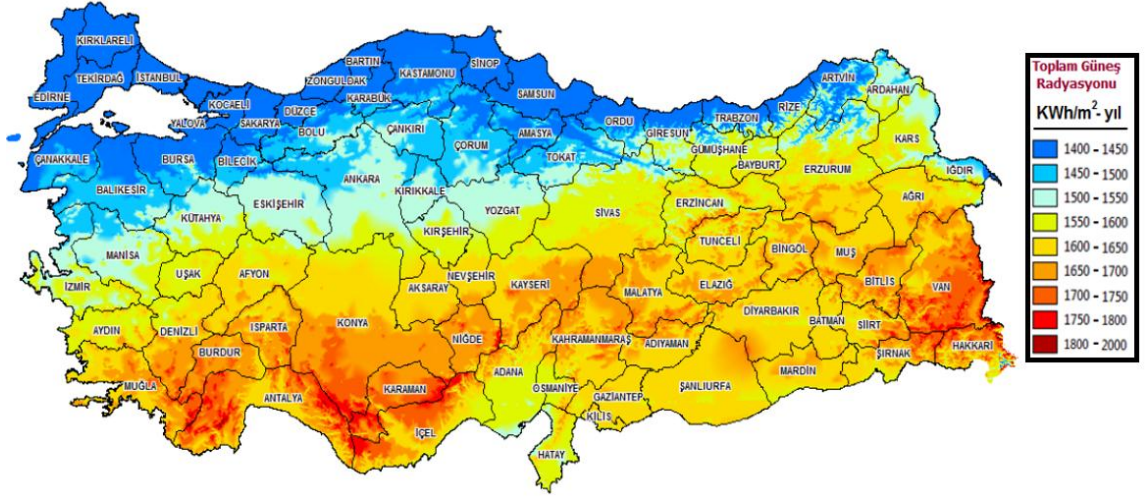 KIRKLARELİ
TEKİRDAĞ
İSTANBUL
EDİRNE
KOCAELİ
YALOVA
SAKARYA
DÜZCE
BOLU
ZONGULDAK
BARTIN
KARABÜK
KASTAMONU
SİNOP
SAMSUN
ÇANKIRI
ÇORUM
AMASYA
TOKAT
ORDU
GİRESUN
TRABZON
RİZE
ARTVİN
ARDAHAN
GÜMÜŞHANE
BAYBURT
KARS
IĞDIR
ERZURUM
AĞRI
ÇANAKKALE
BURSA
BİLECİK
BALIKESİR
KÜTAHYA
ESKİŞEHİR
ANKARA
KIRIKKALE
YOZGAT
SİVAS
ERZİNCAN
KIRŞEHİR
TUNCELİ
BİNGÖL
MUŞ
BİTLİS
VAN
MANİSA
İZMİR
UŞAK
AFYON
NEVŞEHİR
AKSARAY
KAYSERİ
MALATYA
ELAZIĞ
DİYARBAKIR
BATMAN
SİİRT
AYDIN
DENİZLİ
ISPARTA
BURDUR
KONYA
NİĞDE
KAHRAMANMARAŞ
ADIYAMAN
MARDİN
ŞIRNAK
HAKKARİ
MUĞLA
ANTALYA
KARAMAN
İÇEL
ADANA
OSMANİYE
GAZİANTEP
KİLİS
ŞANLIURFA
HATAY
Toplam Güneş
Radyasyonu
KWh/m²- yıl
1400 - 1450
1450 - 1500
1500 - 1550
1550 - 1600
1600 - 1650
1650 - 1700
1700 - 1750
1750 - 1800
1800 - 2000